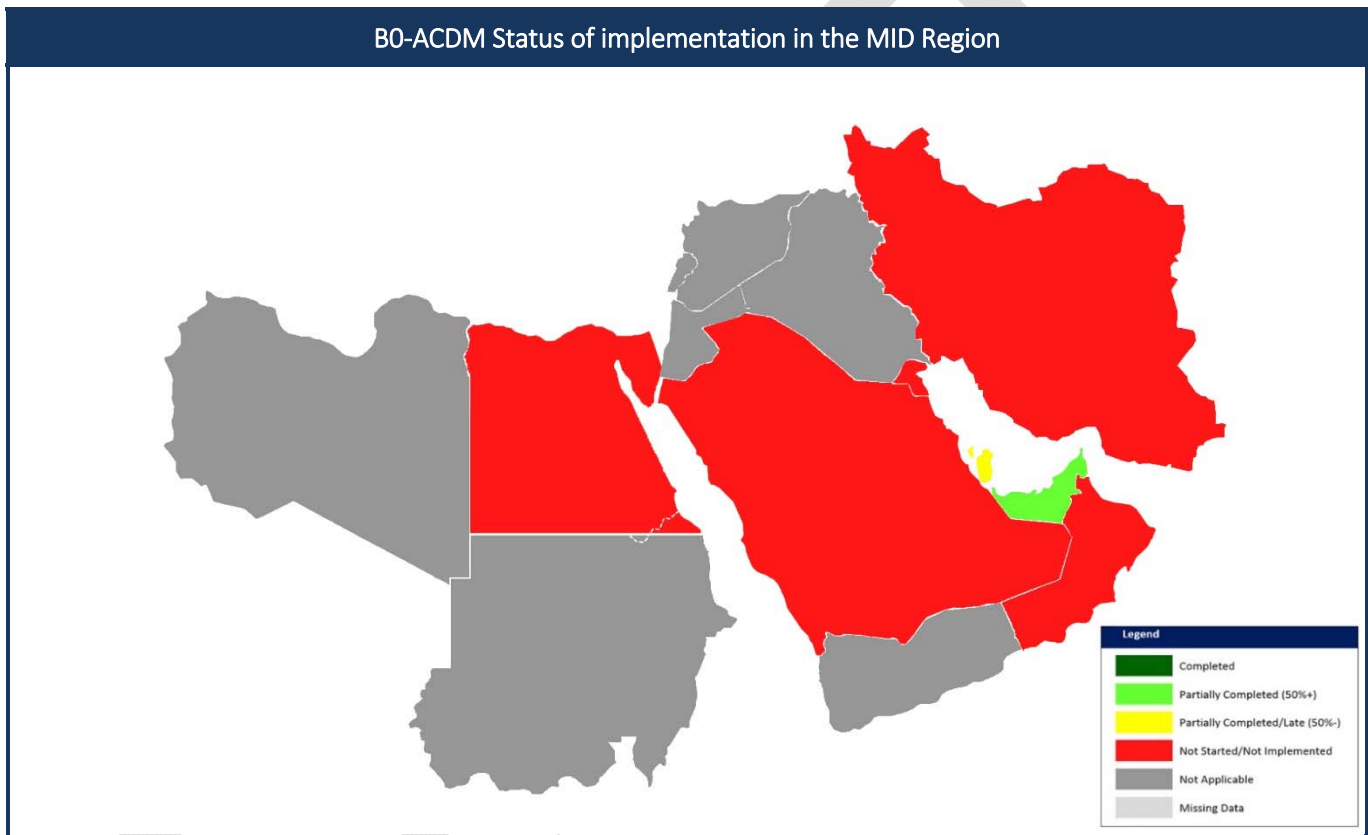 B0-ACDM Status of implementation in the MID Region
Legend
Completed
Partially Completed (50%+)
Partially Completed/Late (50%-)
Not Started/Not Implemented
Not Applicable
Missing Data